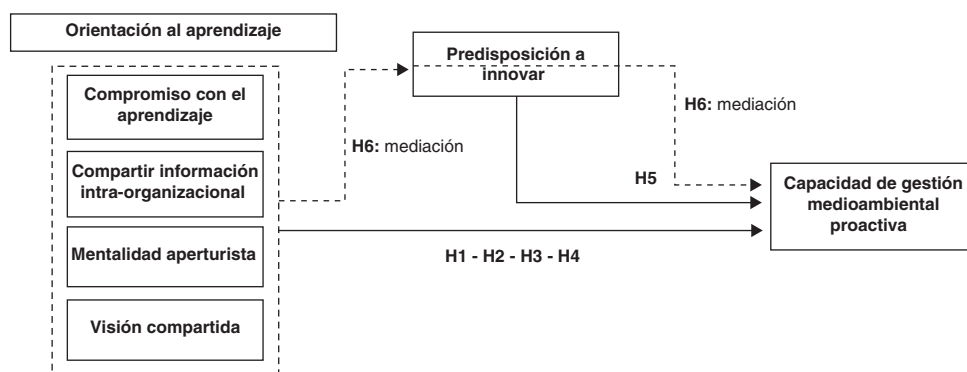 Orientación al aprendizaje
Compromiso con el
aprendizaje
Compartir información
intra-organizacional
Mentalidad aperturista
Visión compartida
Predisposición a
innovar
H6: mediación
H6: mediación
H5
H1 - H2 - H3 - H4
Capacidad de gestión
medioambiental
proactiva